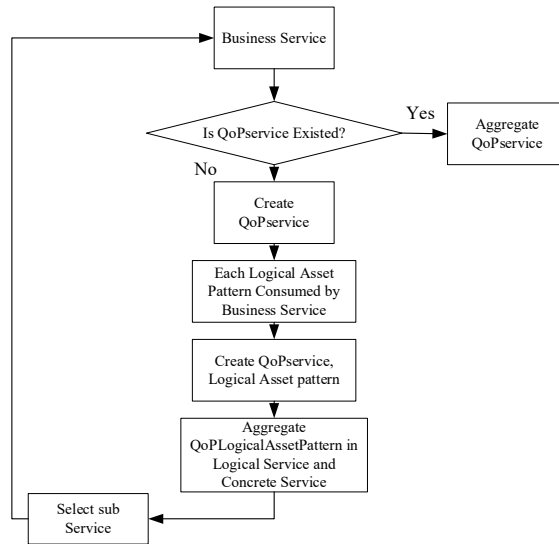 Business Service
Is QoPservice Existed?
Yes
Aggregate
QoPservice
No
Create
QoPservice
Each Logical Asset
Pattern Consumed by
Business Service
Create QoPservice,
Logical Asset pattern
Aggregate
QoPLogicalAssetPattern in
Logical Service and
Concrete Service
Select sub
Service